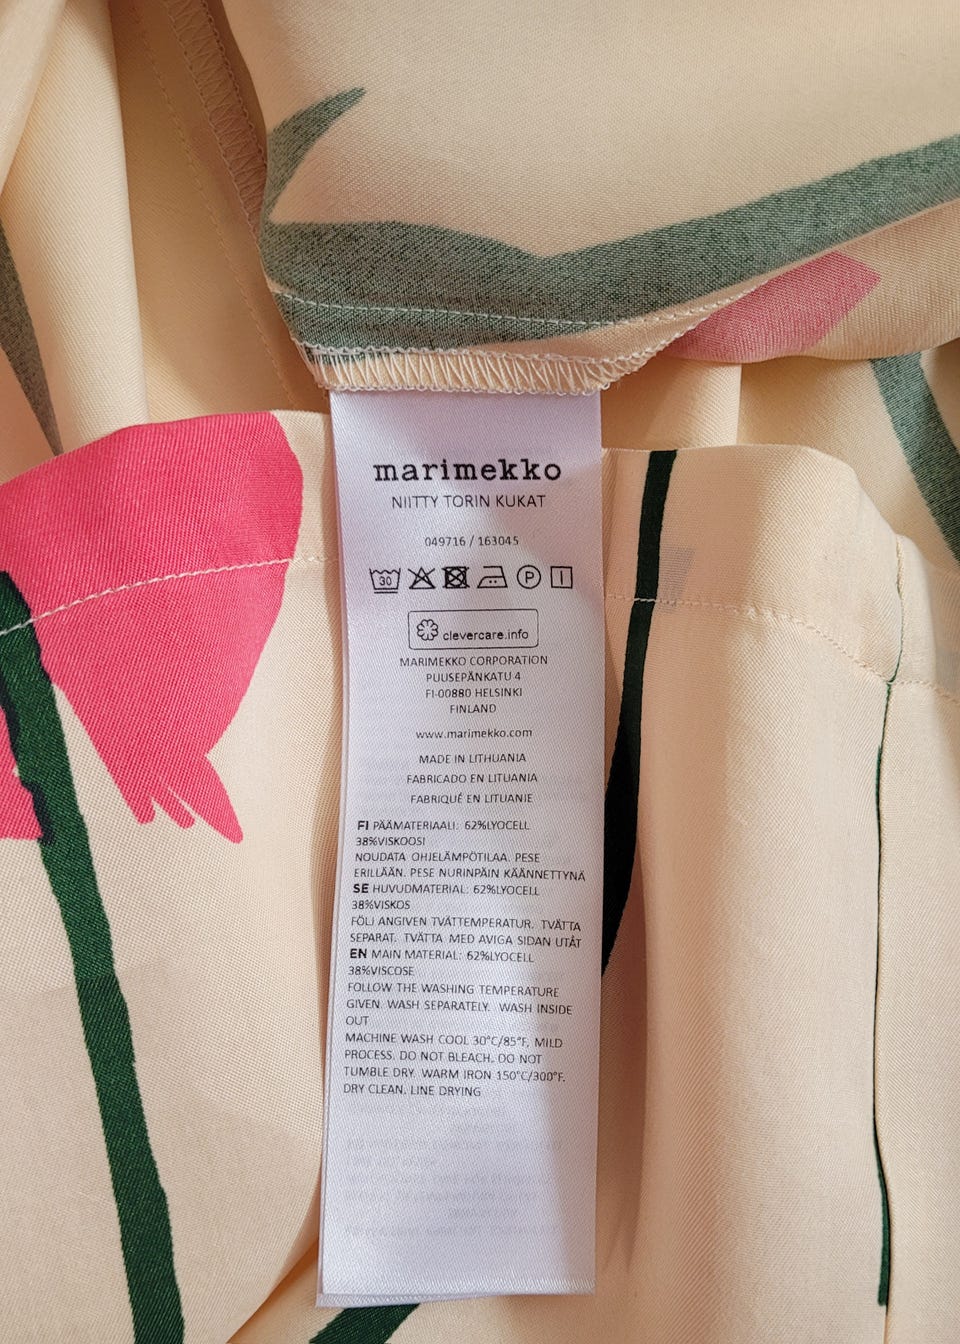 marimekko
NIITTY TORIN KUKAT
049716 / 163045
30 P
clevercare.info
MARIMEKKO CORPORATION
PUUSEPÄNKATU 4
FI-00880 HELSINKI
FINLAND
www.marimekko.com
MADE IN LITHUANIA
FABRICADO EN LITUANIA
FABRIQUÉ EN LITUANIE
FI PÄÄMATERIAALI: 62%LYOCELL
38%VISKOOSI
NOUDATA OHJELÄMPÖTILAA. PESE
ERILLÄÄN. PESE NURINPÄIN KÄÄNNETTYNÄ
SE HUVUDMATERIAL: 62%LYOCELL
38%VISKOS
FÖLJ ANGIVEN TVÄTTEMPERATUR. TVÄTTA
SEPARAT. TVÄTTA MED AVIGA SIDAN UTÅT
EN MAIN MATERIAL: 62%LYOCELL
38%VISCOSE
FOLLOW THE WASHING TEMPERATURE
GIVEN. WASH SEPARATELY. WASH INSIDE
OUT
MACHINE WASH COOL 30°C/85°F, MILD
PROCESS. DO NOT BLEACH. DO NOT
TUMBLE DRY. WARM IRON 150°C/300°F.
DRY CLEAN. LINE DRYING